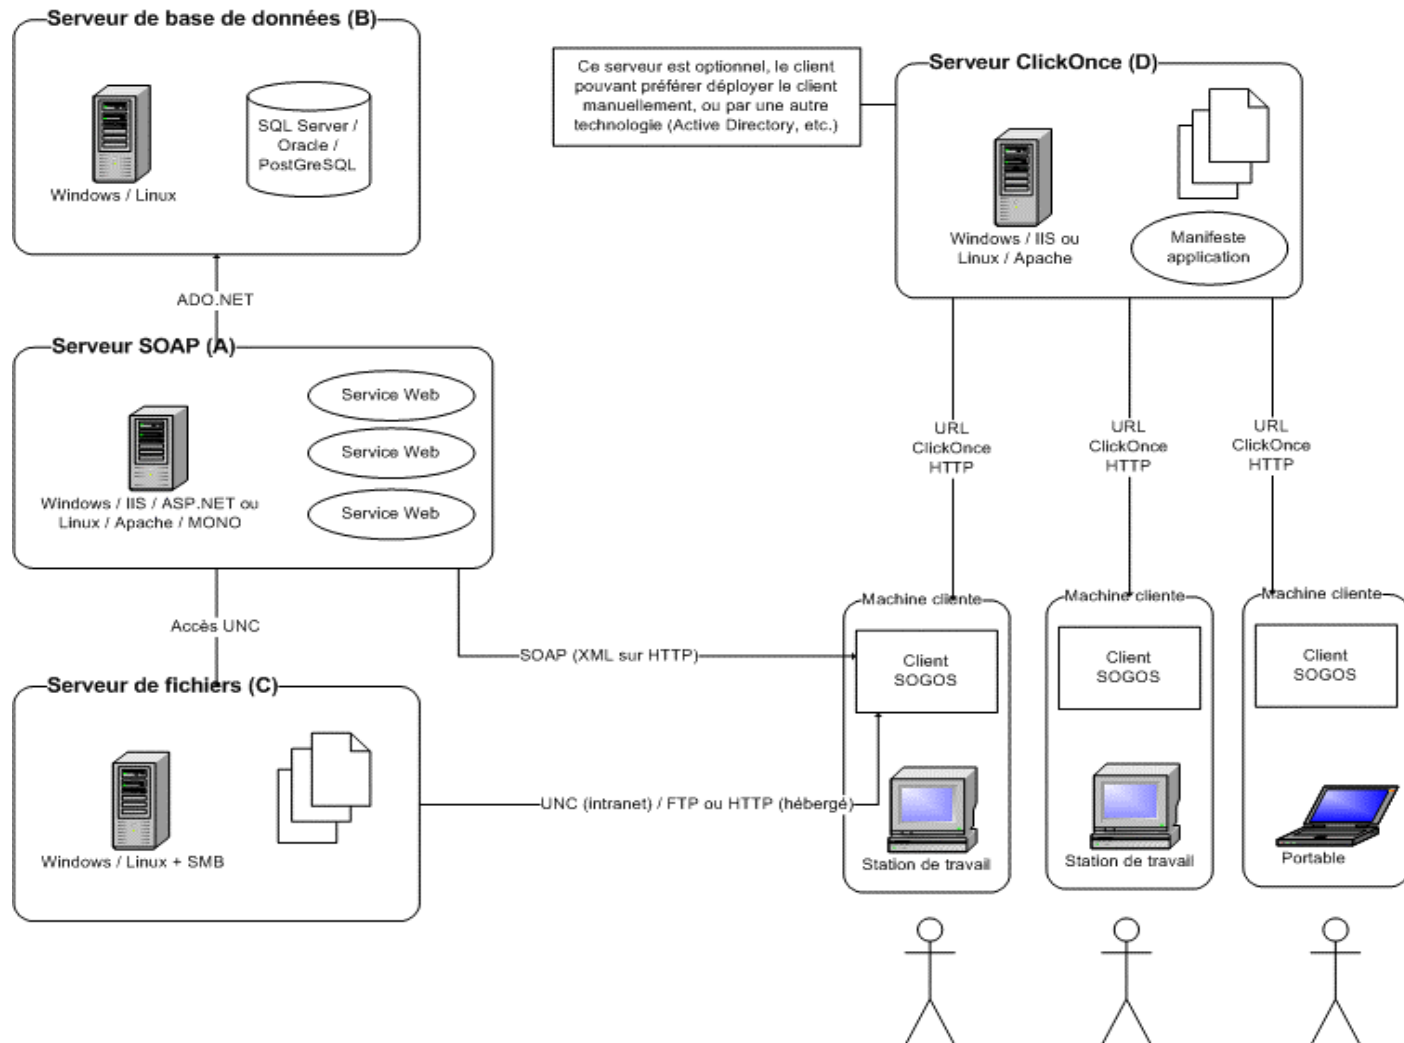 Serveur de base de données (B)
Windows / Linux
SQL Server /
Oracle /
PostGreSQL
ADO.NET
Serveur SOAP (A)
Service Web
Service Web
Service Web
Windows / IIS / ASP.NET ou
Linux / Apache / MONO
Accès UNC
Serveur de fichiers (C)
Windows / Linux + SMB
SOAP (XML sur HTTP)
UNC (intranet) / FTP ou HTTP (hébergé)
Ce serveur est optionnel, le client
pouvant préférer déployer le client
manuellement, ou par une autre
technologie (Active Directory, etc.)
Serveur ClickOnce (D)
Windows / IIS ou
Linux / Apache
Manifeste
application
URL
ClickOnce
HTTP
URL
ClickOnce
HTTP
URL
ClickOnce
HTTP
Machine cliente
Client
SOGOS
Station de travail
Machine cliente
Client
SOGOS
Station de travail
Machine cliente
Client
SOGOS
Portable